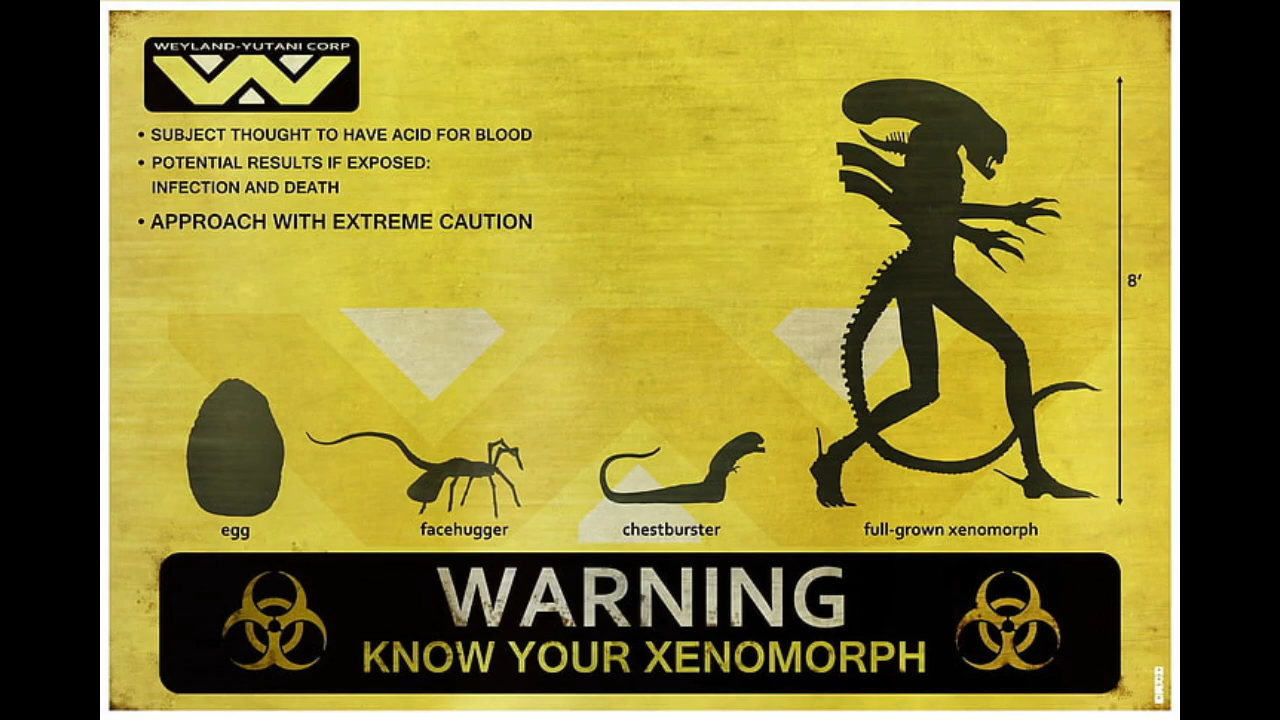 WEYLAND-YUTANI CORP
• SUBJECT THOUGHT TO HAVE ACID FOR BLOOD
• POTENTIAL RESULTS IF EXPOSED:
INFECTION AND DEATH
• APPROACH WITH EXTREME CAUTION
8'
egg
facehugger
chestburster
full-grown xenomorph
WARNING
KNOW YOUR XENOMORPH